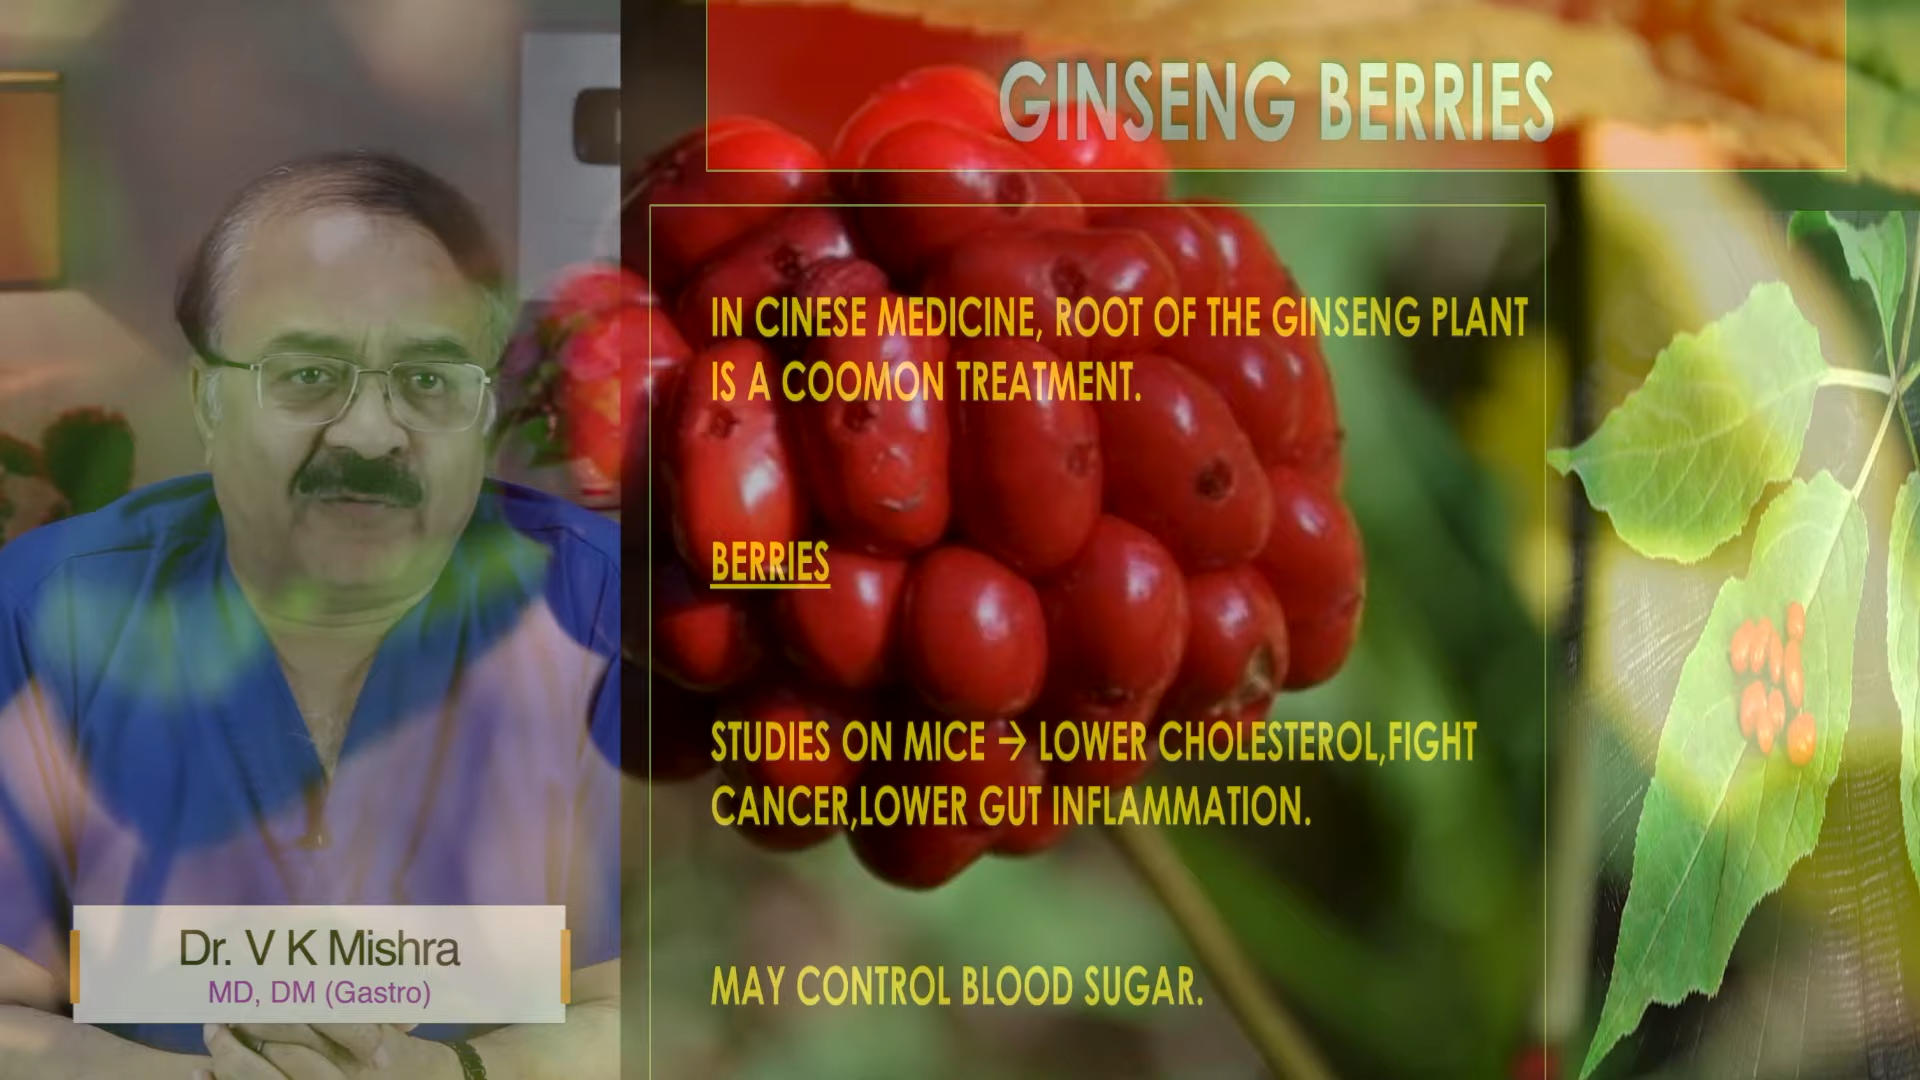 GINSENG BERRIES
IN CINESE MEDICINE, ROOT OF THE GINSENG PLANT
IS A COOMON TREATMENT.
BERRIES
STUDIES ON MICE → LOWER CHOLESTEROL,FIGHT
CANCER,LOWER GUT INFLAMMATION.
MAY CONTROL BLOOD SUGAR.
Dr. V K Mishra
MD, DM (Gastro)